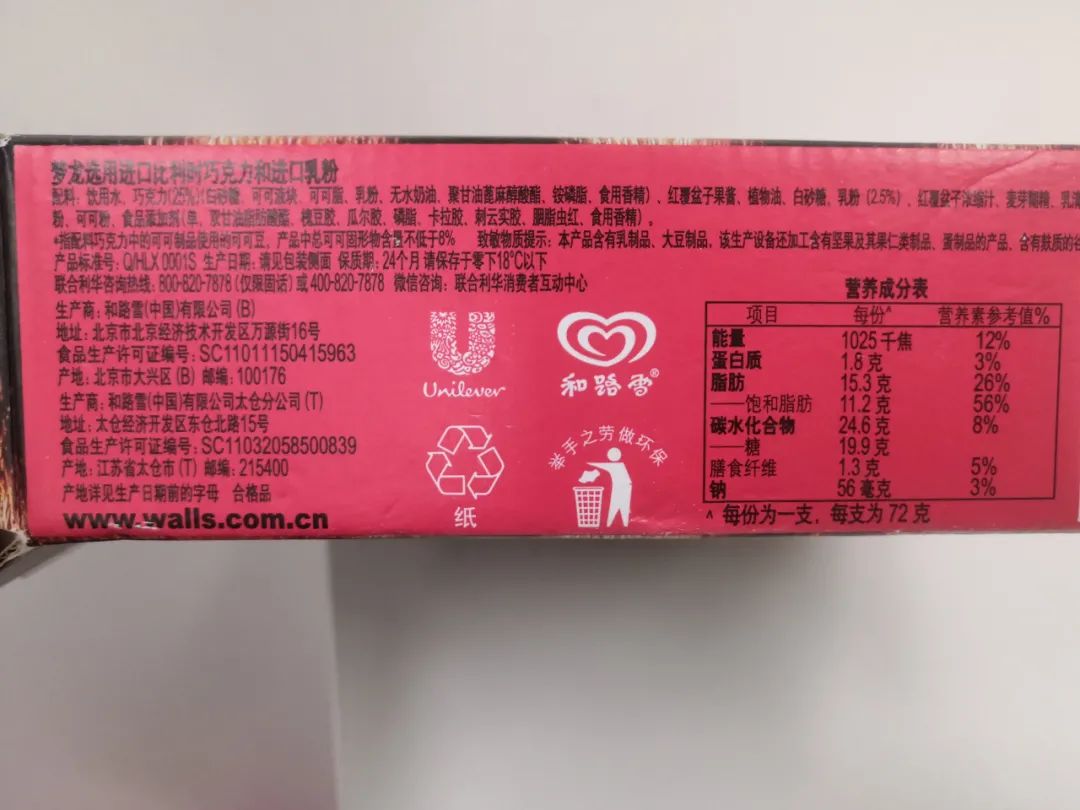 梦龙选用进口比利时巧克力和进口乳粉
配料：饮用水、巧克力(25%)(白砂糖、可可液块、可可脂、乳粉、无水奶油、聚甘油蓖麻醇酸酯、铵磷脂、食用香精）、红覆盆子果酱、植物油、白砂糖、乳粉（2.5%）、红覆盆子浓缩汁、麦芽糊精、乳清
粉、可可粉、食品添加剂(单，双甘油脂肪酸酯、槐豆胶、瓜尔胶、磷脂、卡拉胶、刺云实胶、胭脂虫红、食用香精）。
*指配料巧克力中的可可制品使用的可可豆，产品中总可可固形物含量不低于8% 致敏物质提示：本产品含有乳制品、大豆制品，该生产设备还加工含有坚果及其果仁类制品、蛋制品的产品、含有麸质的谷
产品标准号：Q/HLX 0001S 生产日期：请见包装侧面 保质期：24个月 请保存于零下18℃以下
联合利华咨询热线：800-820-7878 (仅限固话) 或 400-820-7878 微信咨询：联合利华消费者互动中心
生产商：和路雪(中国)有限公司 (B)
地址：北京市北京经济技术开发区万源街16号
食品生产许可证编号：SC11011150415963
产地：北京市大兴区 (B) 邮编：100176
生产商：和路雪(中国)有限公司太仓分公司 (T)
地址：太仓经济开发区东仓北路15号
食品生产许可证编号：SC11032058500839
产地：江苏省太仓市 (T) 邮编：215400
产地详见生产日期前的字母 合格品
www.walls.com.cn
Unilever
和路雪®
纸
举手之劳做环保
营养成分表
项目 每份^ 营养素参考值%
能量 1025 千焦 12%
蛋白质 1.8 克 3%
脂肪 15.3 克 26%
——饱和脂肪 11.2 克 56%
碳水化合物 24.6 克 8%
——糖 19.9 克
膳食纤维 1.3 克 5%
钠 56 毫克 3%
^ 每份为一支，每支为 72 克